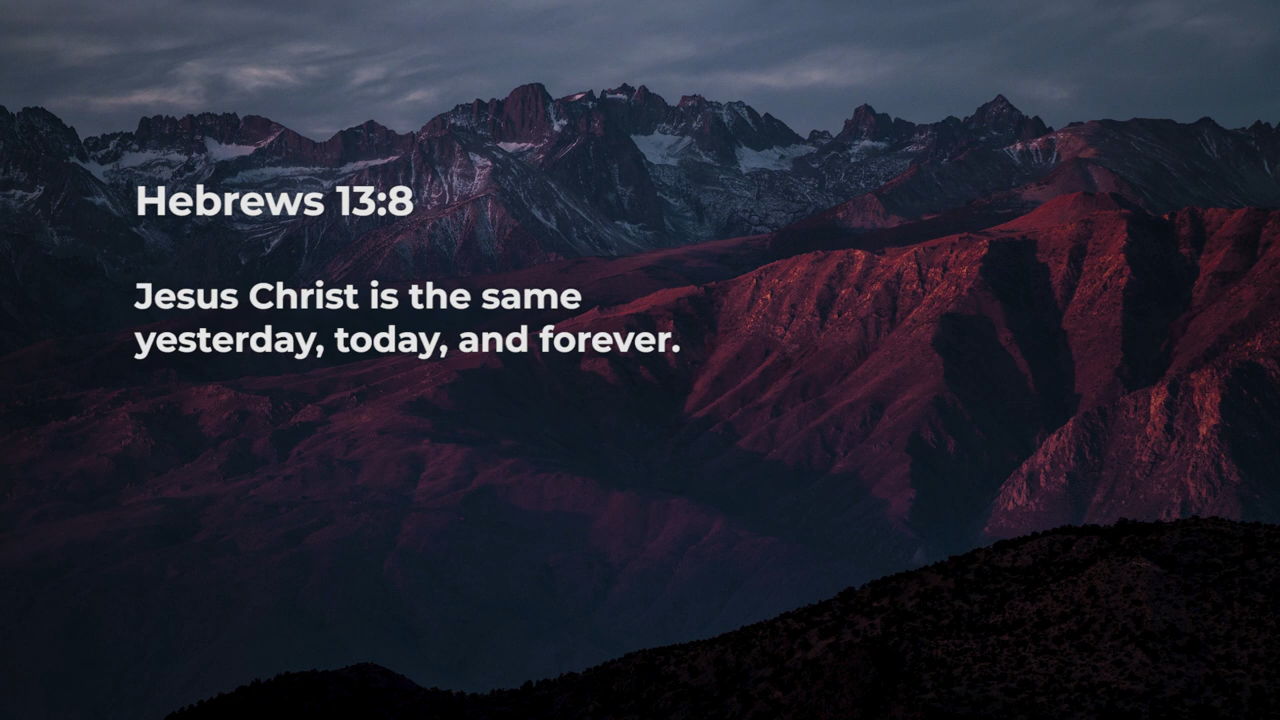 Hebrews 13:8
Jesus Christ is the same
yesterday, today, and forever.